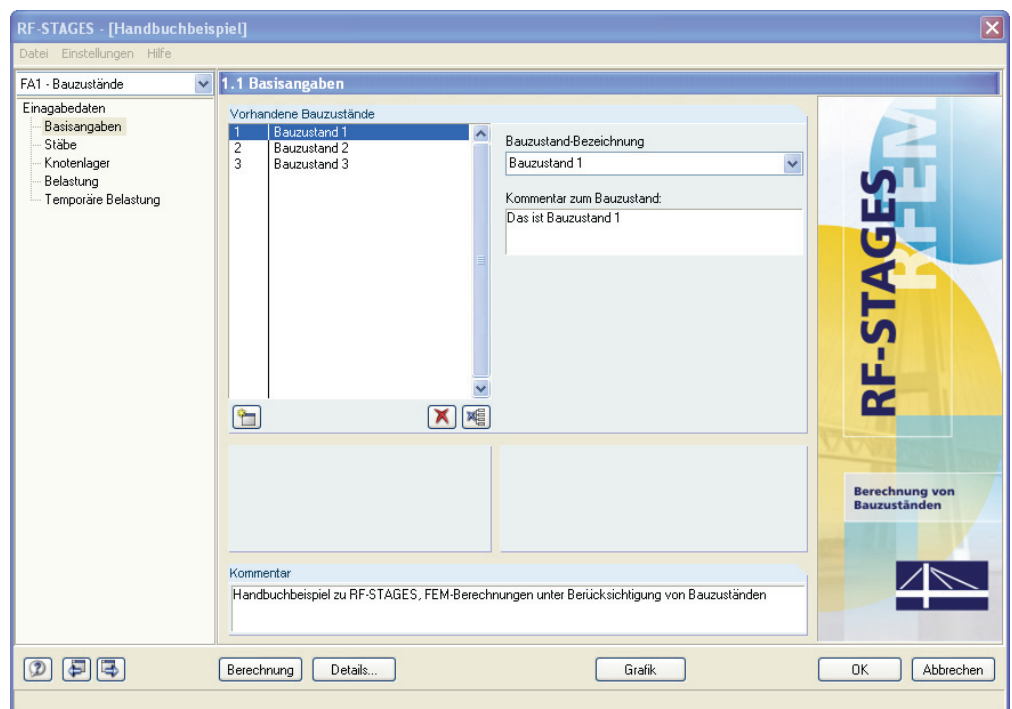 RF-STAGES - [Handbuchbeispiel]
Datei Einstellungen Hilfe
FA1 - Bauzustände
Einagabedaten
Basisangaben
Stäbe
Knotenlager
Belastung
Temporäre Belastung
1.1 Basisangaben
Vorhandene Bauzustände
1 Bauzustand 1
2 Bauzustand 2
3 Bauzustand 3
Bauzustand-Bezeichnung
Bauzustand 1
Kommentar zum Bauzustand:
Das ist Bauzustand 1
Kommentar
Handbuchbeispiel zu RF-STAGES, FEM-Berechnungen unter Berücksichtigung von Bauzuständen
RF-STAGES
RFEM
Berechnung von
Bauzuständen
Berechnung
Details...
Grafik
OK
Abbrechen